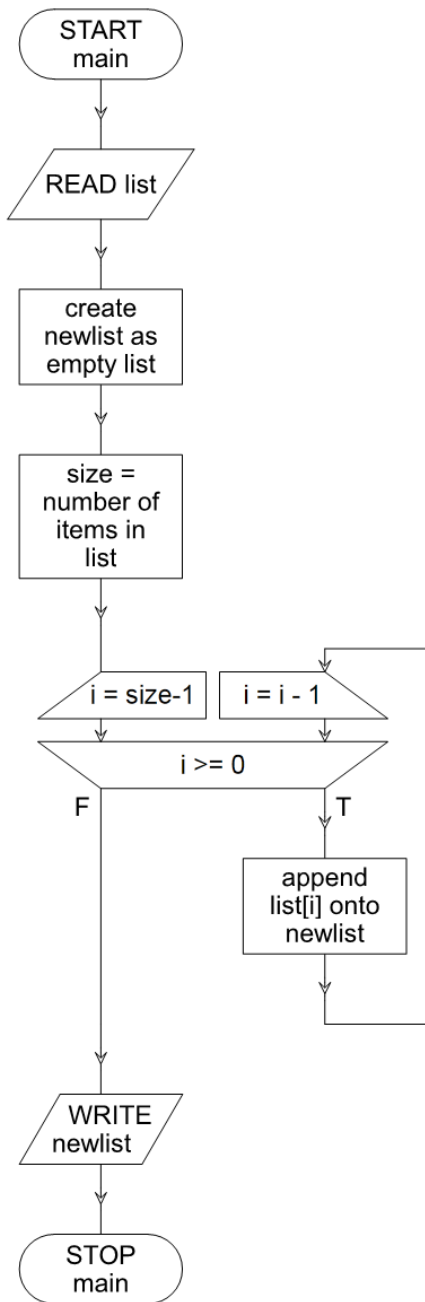 START
main
READ list
create
newlist as
empty list
size =
number of
items in
list
i = size-1
i = i - 1
i >= 0
F
T
append
list[i] onto
newlist
WRITE
newlist
STOP
main